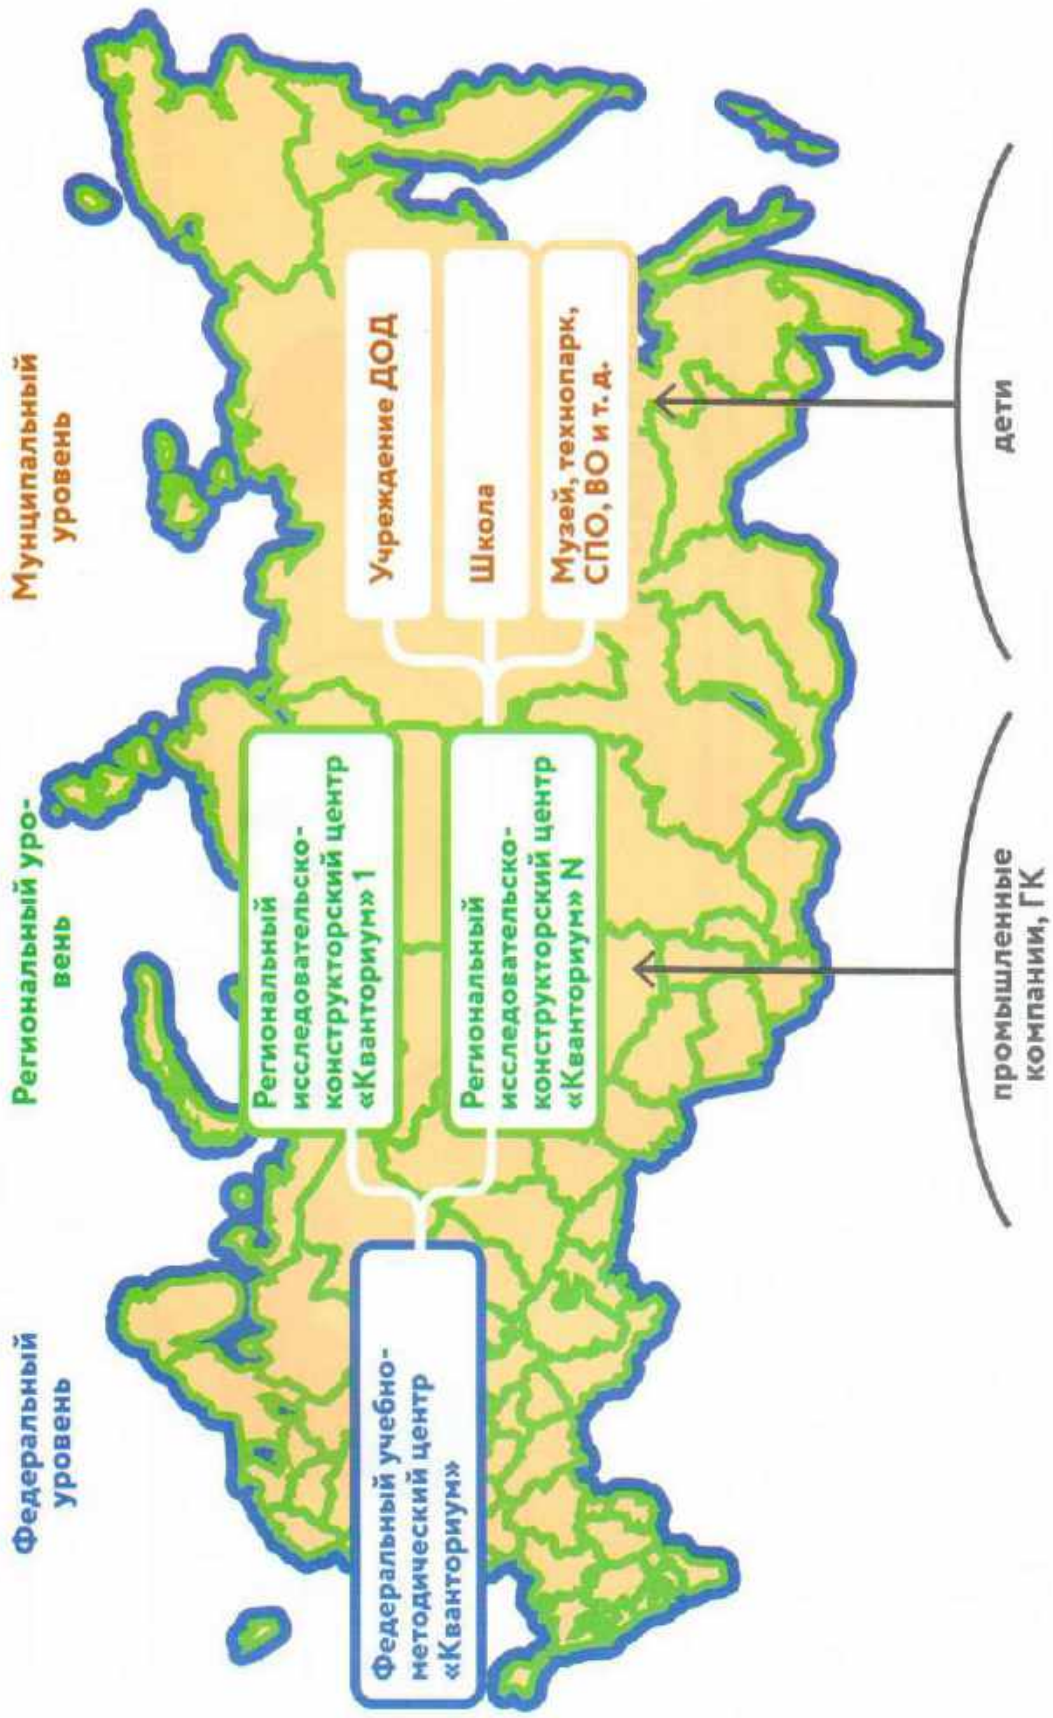 Федеральный
уровень
Региональный уро-
вень
Муниципальный
уровень
Федеральный учебно-
методический центр
«Кванториум»
Региональный
исследовательско-
конструкторский центр
«Кванториум» 1
Региональный
исследовательско-
конструкторский центр
«Кванториум» N
Учреждение ДОД
Школа
Музей, технопарк,
СПО, ВО и т. д.
промышленные
компании, ГК
дети